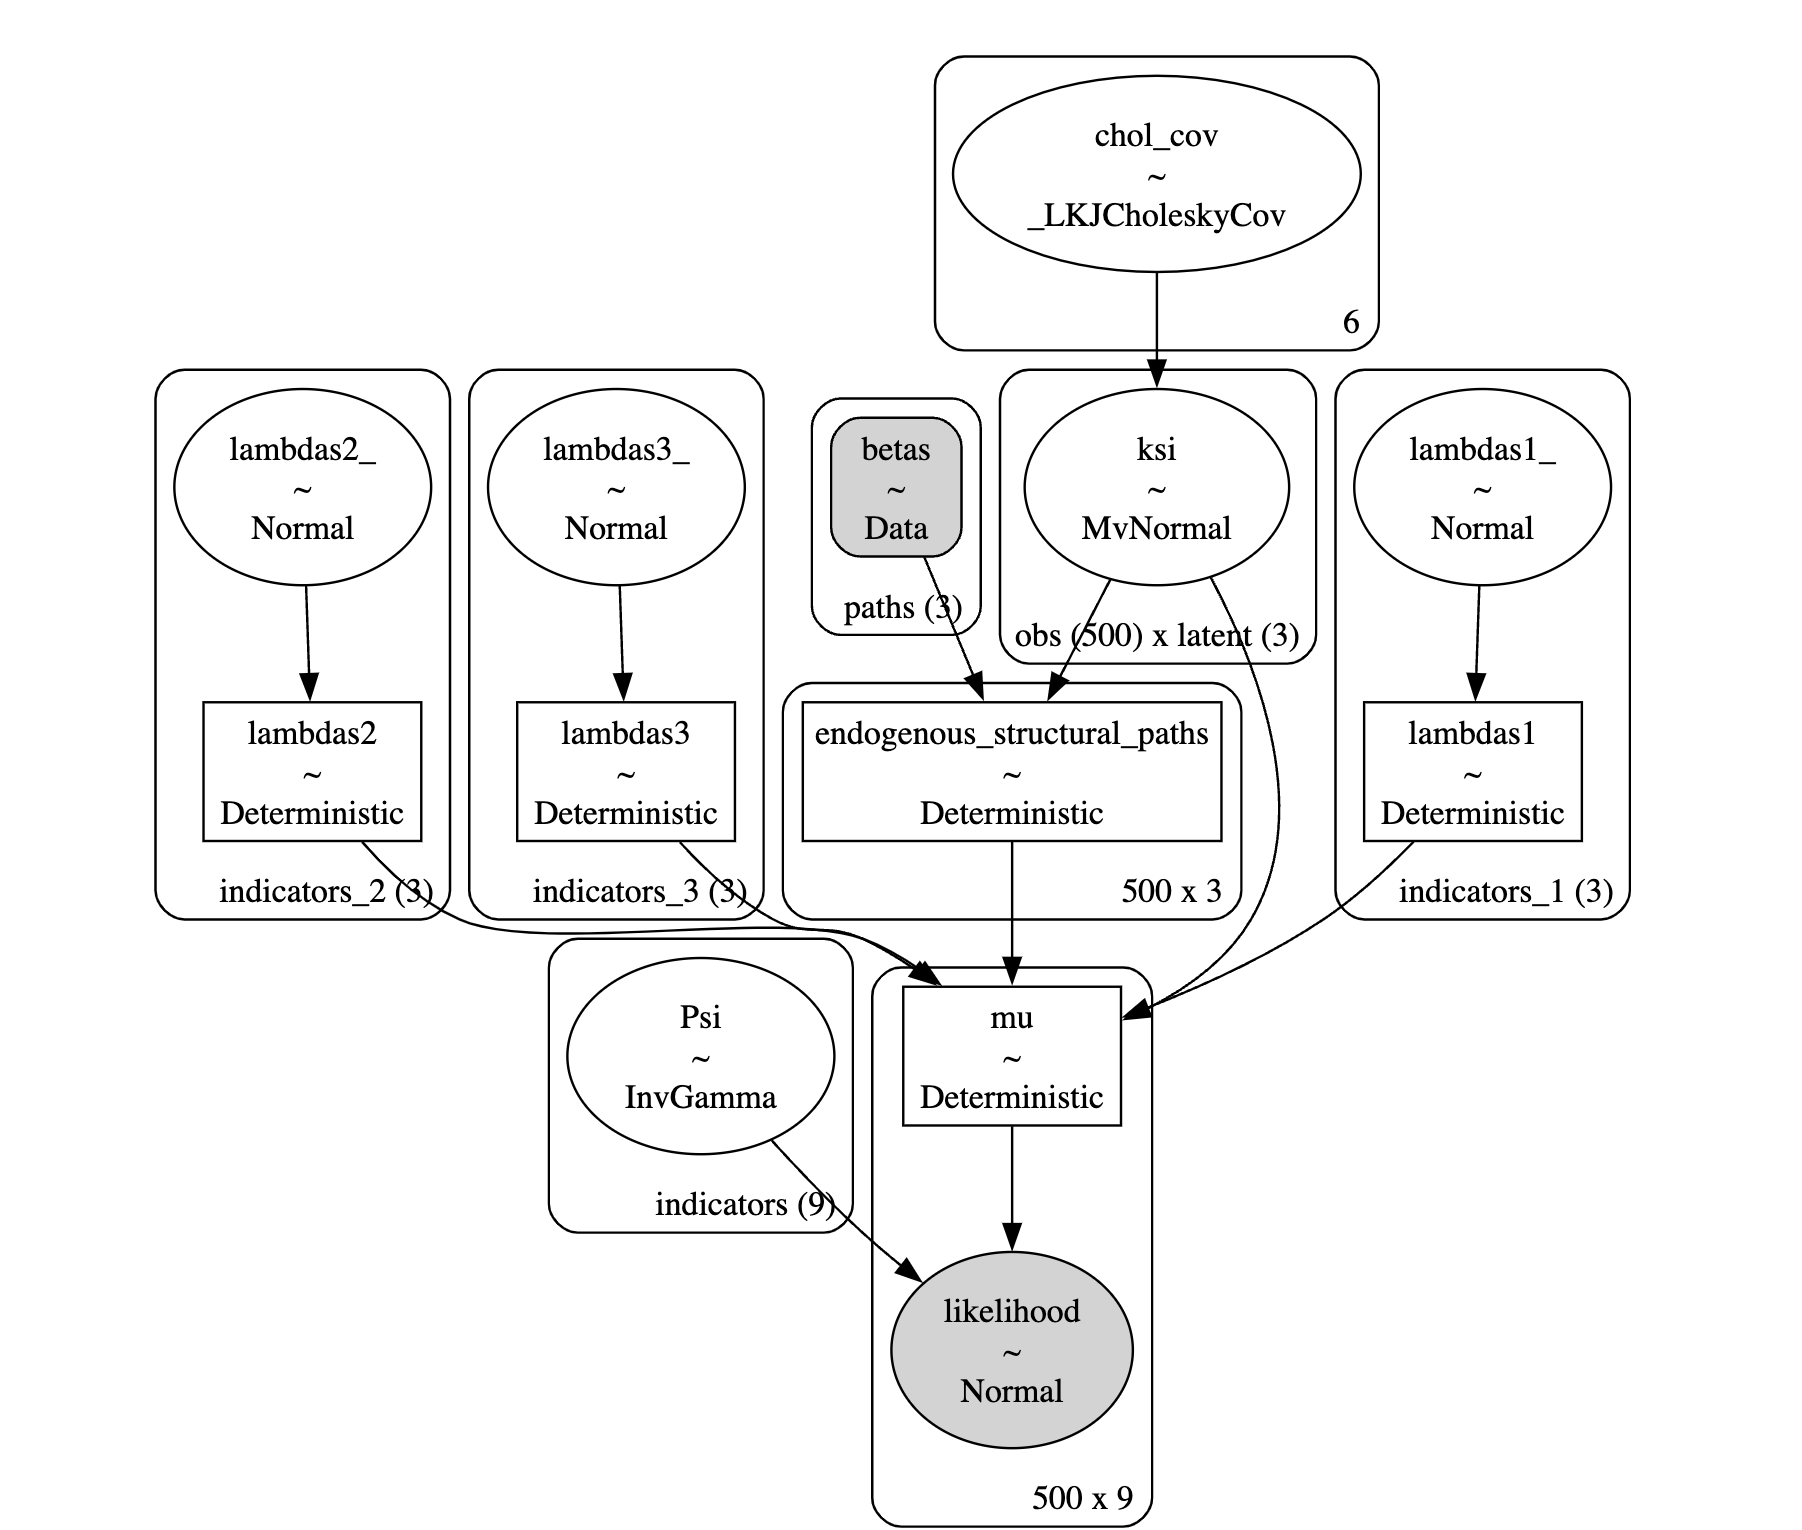 chol_cov
~
_LKJCholeskyCov
6
lambdas2_
~
Normal
lambdas2
~
Deterministic
indicators_2 (3)
lambdas3_
~
Normal
lambdas3
~
Deterministic
indicators_3 (3)
betas
~
Data
paths (3)
ksi
~
MvNormal
obs (500) x latent (3)
lambdas1_
~
Normal
lambdas1
~
Deterministic
indicators_1 (3)
endogenous_structural_paths
~
Deterministic
500 x 3
Psi
~
InvGamma
indicators (9)
mu
~
Deterministic
likelihood
~
Normal
500 x 9